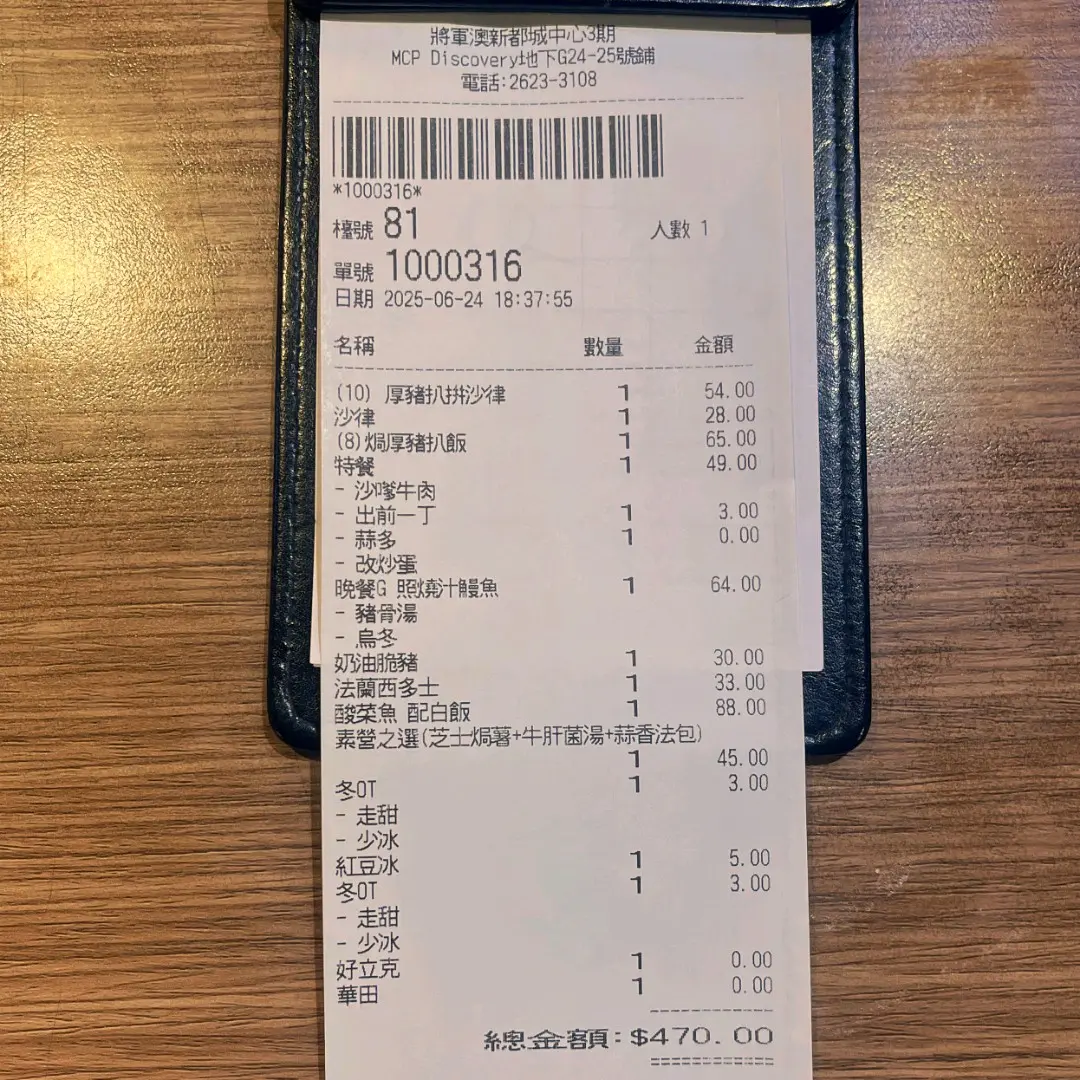 將軍澳新都城中心3期
MCP Discovery地下G24-25號鋪
電話:2623-3108
*1000316*
檯號 81 人數 1
單號 1000316
日期 2025-06-24 18:37:55
名稱 數量 金額
(10) 厚豬扒拼沙律 1 54.00
沙律 1 28.00
(8)焗厚豬扒飯 1 65.00
特餐 1 49.00
- 沙嗲牛肉
- 出前一丁 1 3.00
- 蒜多 1 0.00
- 改炒蛋
晚餐G 照燒汁鰻魚 1 64.00
- 豬骨湯
- 烏冬
奶油脆豬 1 30.00
法蘭西多士 1 33.00
酸菜魚 配白飯 1 88.00
素營之選(芝士焗薯+牛肝菌湯+蒜香法包)
1 45.00
冬OT 1 3.00
- 走甜
- 少冰
紅豆冰 1 5.00
冬OT 1 3.00
- 走甜
- 少冰
好立克 1 0.00
華田 1 0.00
總金額:$470.00